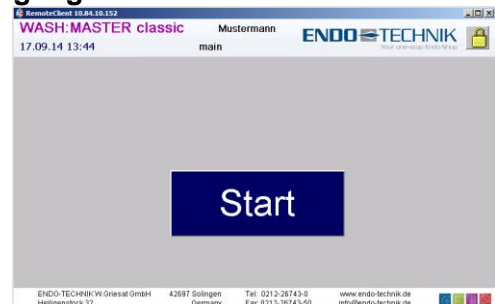 RemoteClient 10.84.10.152
WASH:MASTER classic Mustermann
17.09.14 13:44 main
ENDO TECHNIK
Your one-stop Endo-Shop
Start
ENDO-TECHNIK W.Griesat GmbH 42697 Solingen Tel: 0212-26743-0 www.endo-technik.de
Heiligenstock 32 Germany Fax: 0212-26743-50 info@endo-technik.de